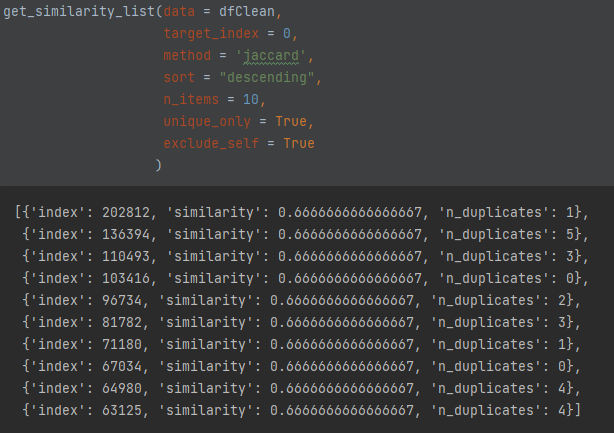 get_similarity_list(data = dfClean,
target_index = 0,
method = 'jaccard',
sort = "descending",
n_items = 10,
unique_only = True,
exclude_self = True
)
[{'index': 202812, 'similarity': 0.6666666666666667, 'n_duplicates': 1},
{'index': 136394, 'similarity': 0.6666666666666667, 'n_duplicates': 5},
{'index': 110493, 'similarity': 0.6666666666666667, 'n_duplicates': 3},
{'index': 103416, 'similarity': 0.6666666666666667, 'n_duplicates': 0},
{'index': 96734, 'similarity': 0.6666666666666667, 'n_duplicates': 2},
{'index': 81782, 'similarity': 0.6666666666666667, 'n_duplicates': 3},
{'index': 71180, 'similarity': 0.6666666666666667, 'n_duplicates': 1},
{'index': 67034, 'similarity': 0.6666666666666667, 'n_duplicates': 0},
{'index': 64980, 'similarity': 0.6666666666666667, 'n_duplicates': 4},
{'index': 63125, 'similarity': 0.6666666666666667, 'n_duplicates': 4}]